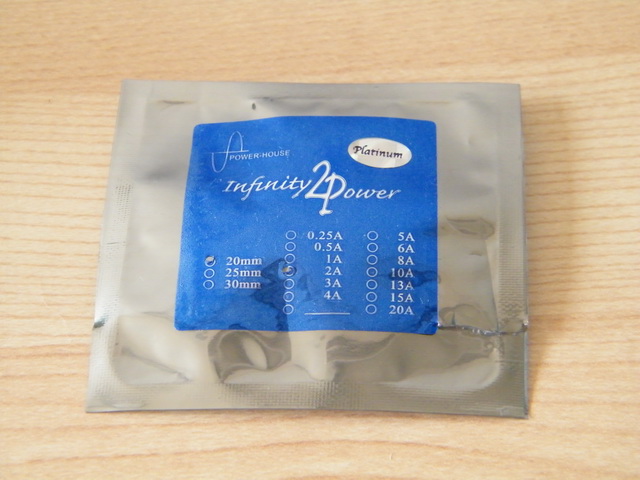 POWER-HOUSE
Platinum
Infinity 2 Power
20mm
25mm
30mm
0.25A
0.5A
1A
2A
3A
4A
5A
6A
8A
10A
13A
15A
20A